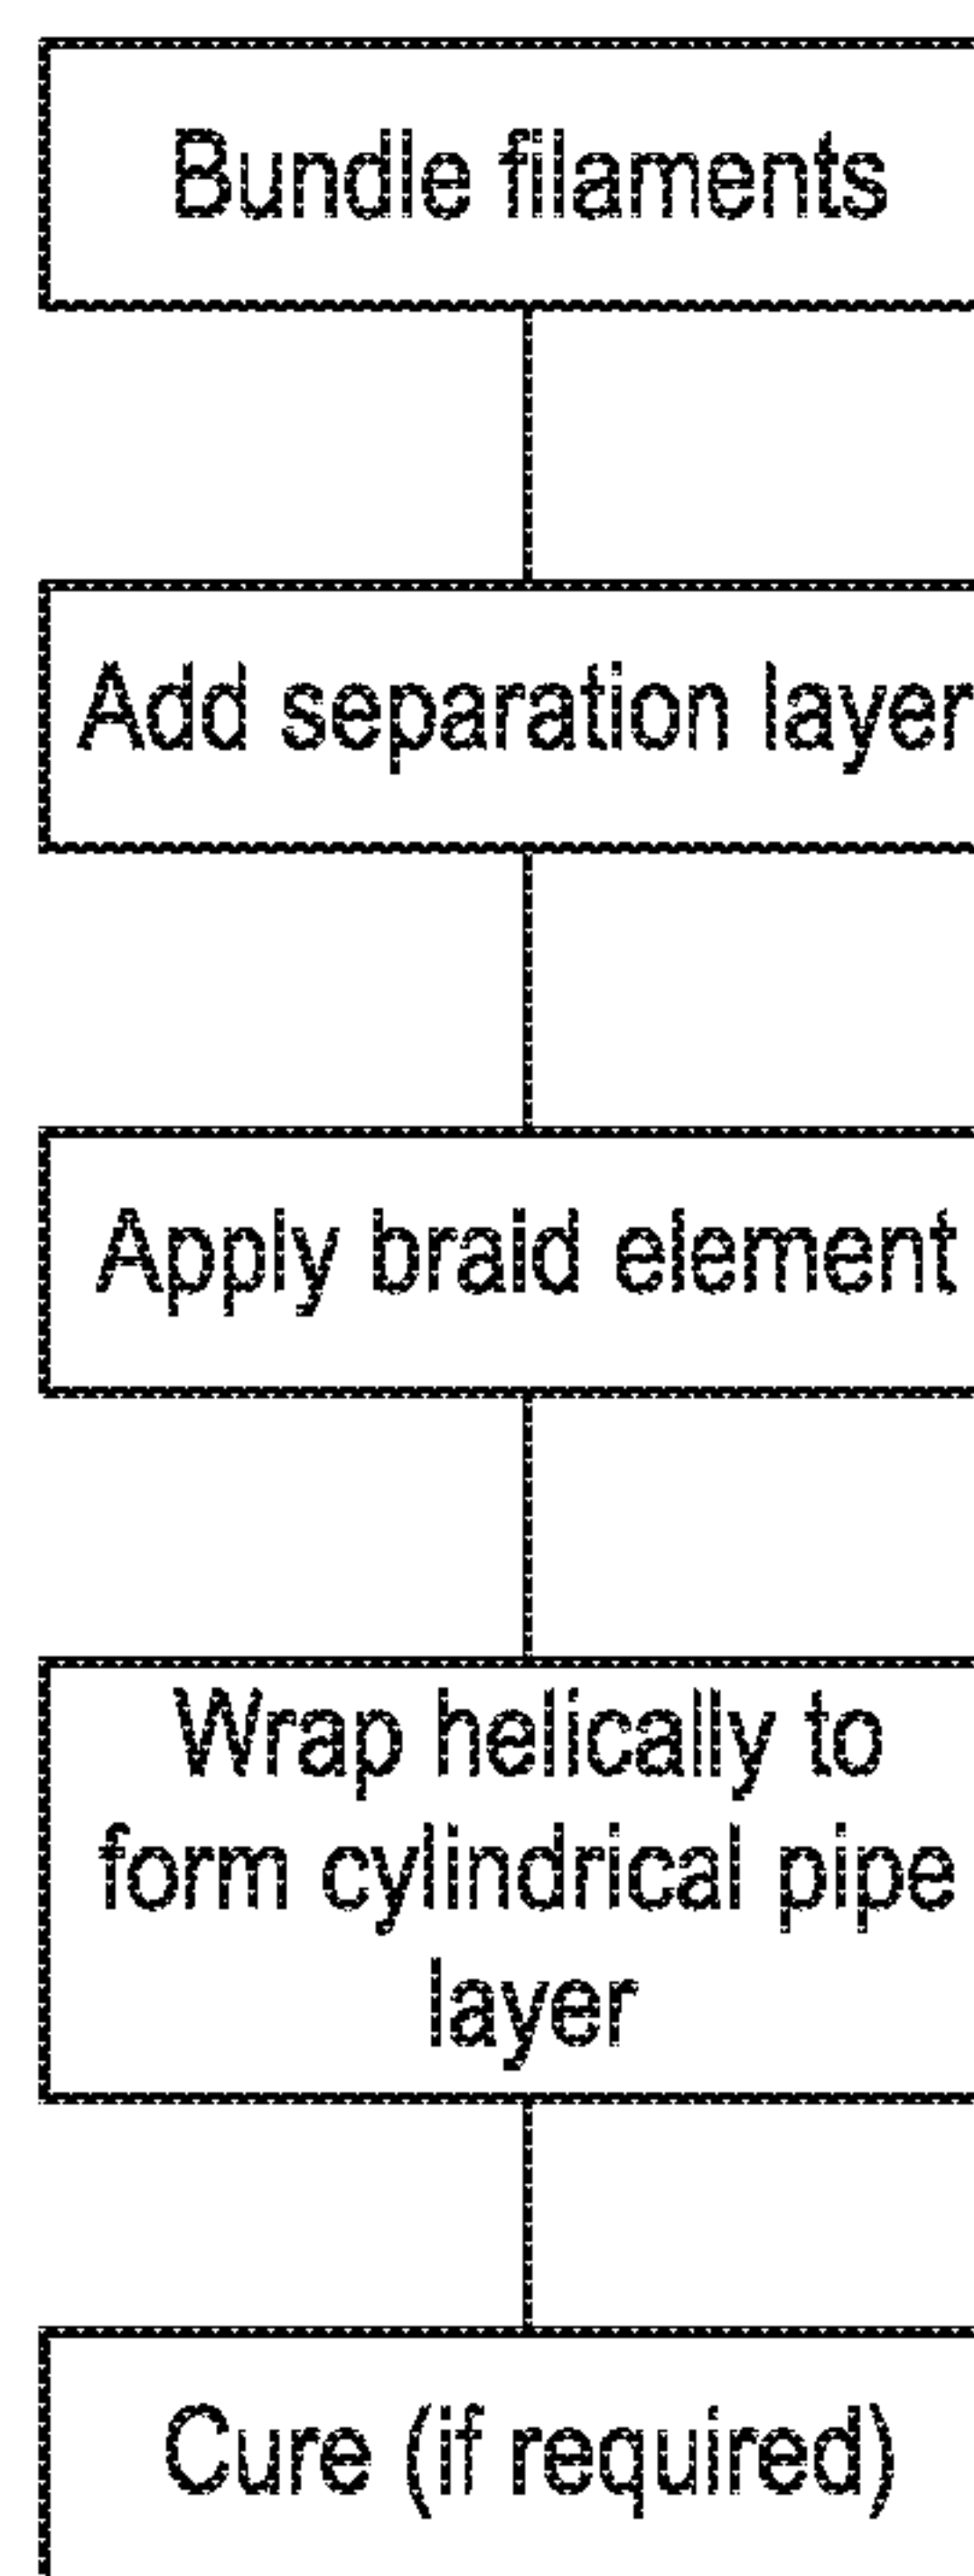 Bundle filaments
Add separation layer
Apply braid element
Wrap helically to
form cylindrical pipe
layer
Cure (if required)